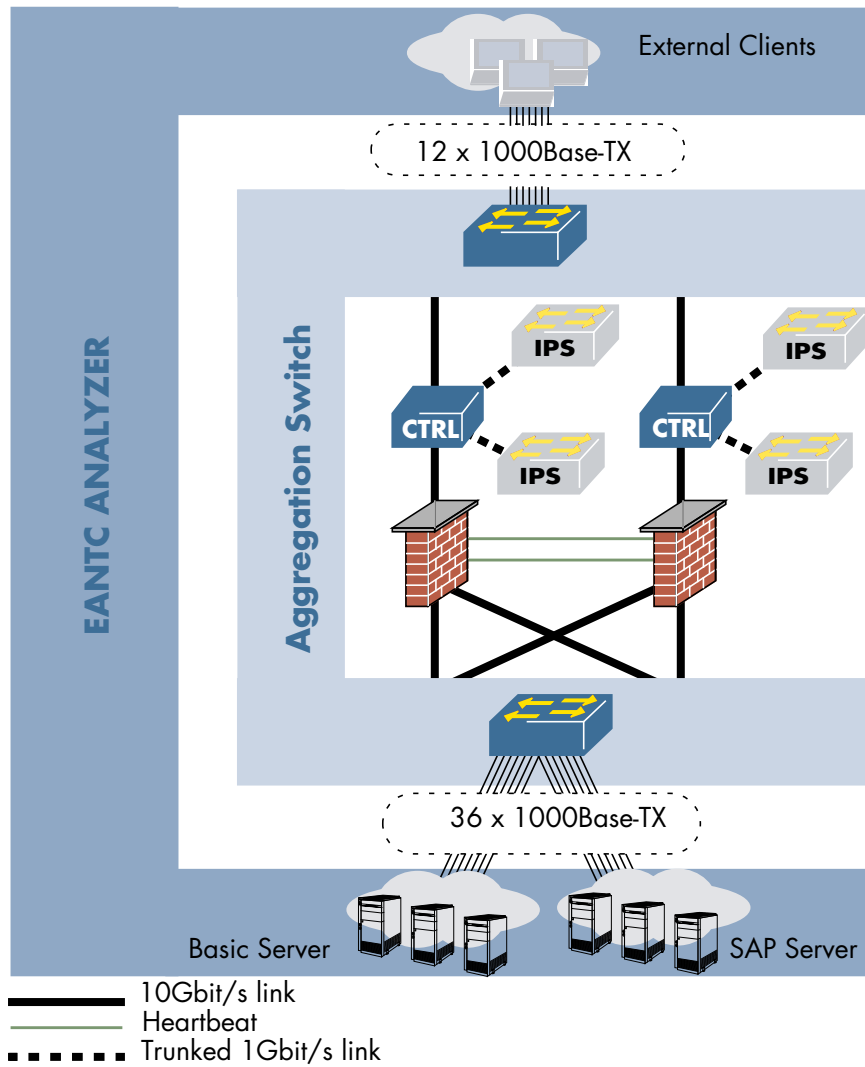 External Clients
12 x 1000Base-TX
EANTC ANALYZER
Aggregation Switch
IPS
IPS
CTRL
CTRL
IPS
IPS
36 x 1000Base-TX
Basic Server
SAP Server
10Gbit/s link
Heartbeat
Trunked 1Gbit/s link